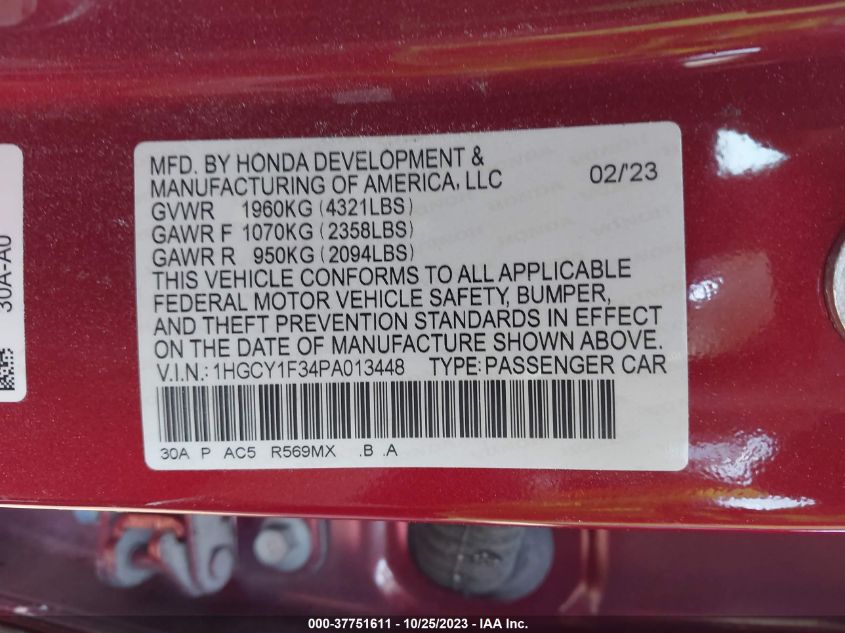 MFD. BY HONDA DEVELOPMENT &
MANUFACTURING OF AMERICA, LLC 02/'23
GVWR 1960KG (4321LBS)
GAWR F 1070KG (2358LBS)
GAWR R 950KG (2094LBS)
THIS VEHICLE CONFORMS TO ALL APPLICABLE
FEDERAL MOTOR VEHICLE SAFETY, BUMPER,
AND THEFT PREVENTION STANDARDS IN EFFECT
ON THE DATE OF MANUFACTURE SHOWN ABOVE.
V.I.N.: 1HGCY1F34PA013448 TYPE: PASSENGER CAR
30A P AC5 R569MX .B .A
30A-A0
000-37751611 - 10/25/2023 - IAAI Inc.